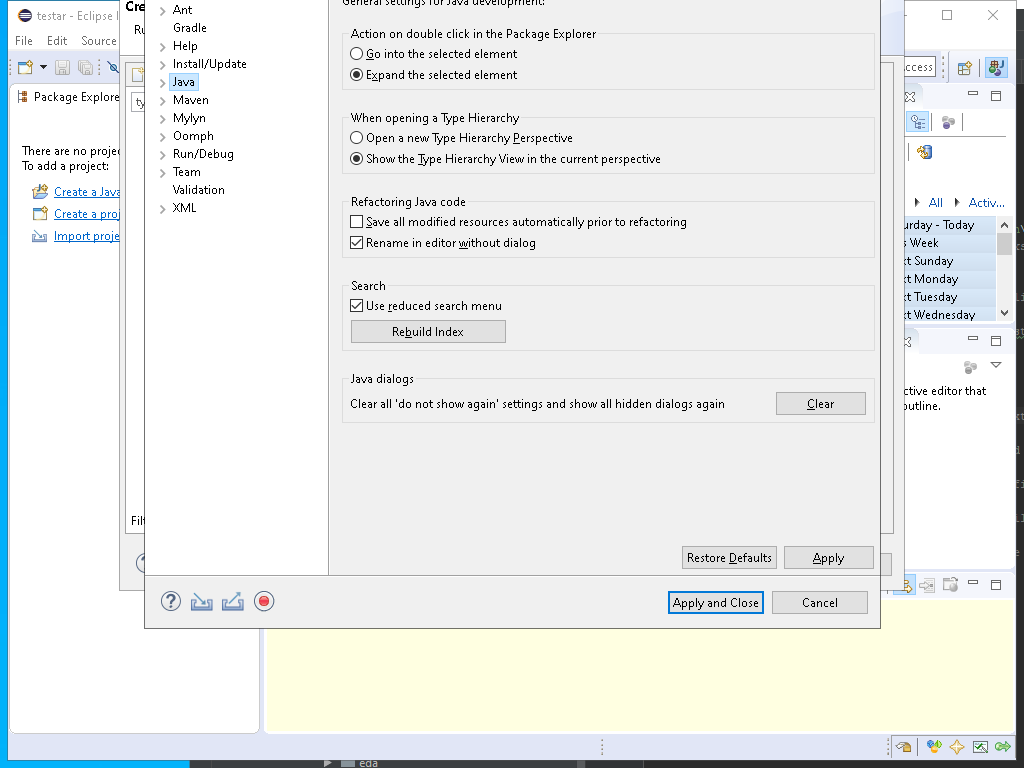 testar - Eclipse I
File Edit Source
Package Explore
There are no projec
To add a project:
Create a Java
Create a proj
Import proje
Cre
Ru
ty
Filt
Ant
Gradle
Help
Install/Update
Java
Maven
Mylyn
Oomph
Run/Debug
Team
Validation
XML
General settings for Java development:
Action on double click in the Package Explorer
Go into the selected element
Expand the selected element
When opening a Type Hierarchy
Open a new Type Hierarchy Perspective
Show the Type Hierarchy View in the current perspective
Refactoring Java code
Save all modified resources automatically prior to refactoring
Rename in editor without dialog
Search
Use reduced search menu
Rebuild Index
Java dialogs
Clear all 'do not show again' settings and show all hidden dialogs again
Clear
Restore Defaults
Apply
Apply and Close
Cancel
ccess
All
Activ...
urday - Today
s Week
xt Sunday
xt Monday
xt Tuesday
xt Wednesday
ctive editor that
outline.
eda